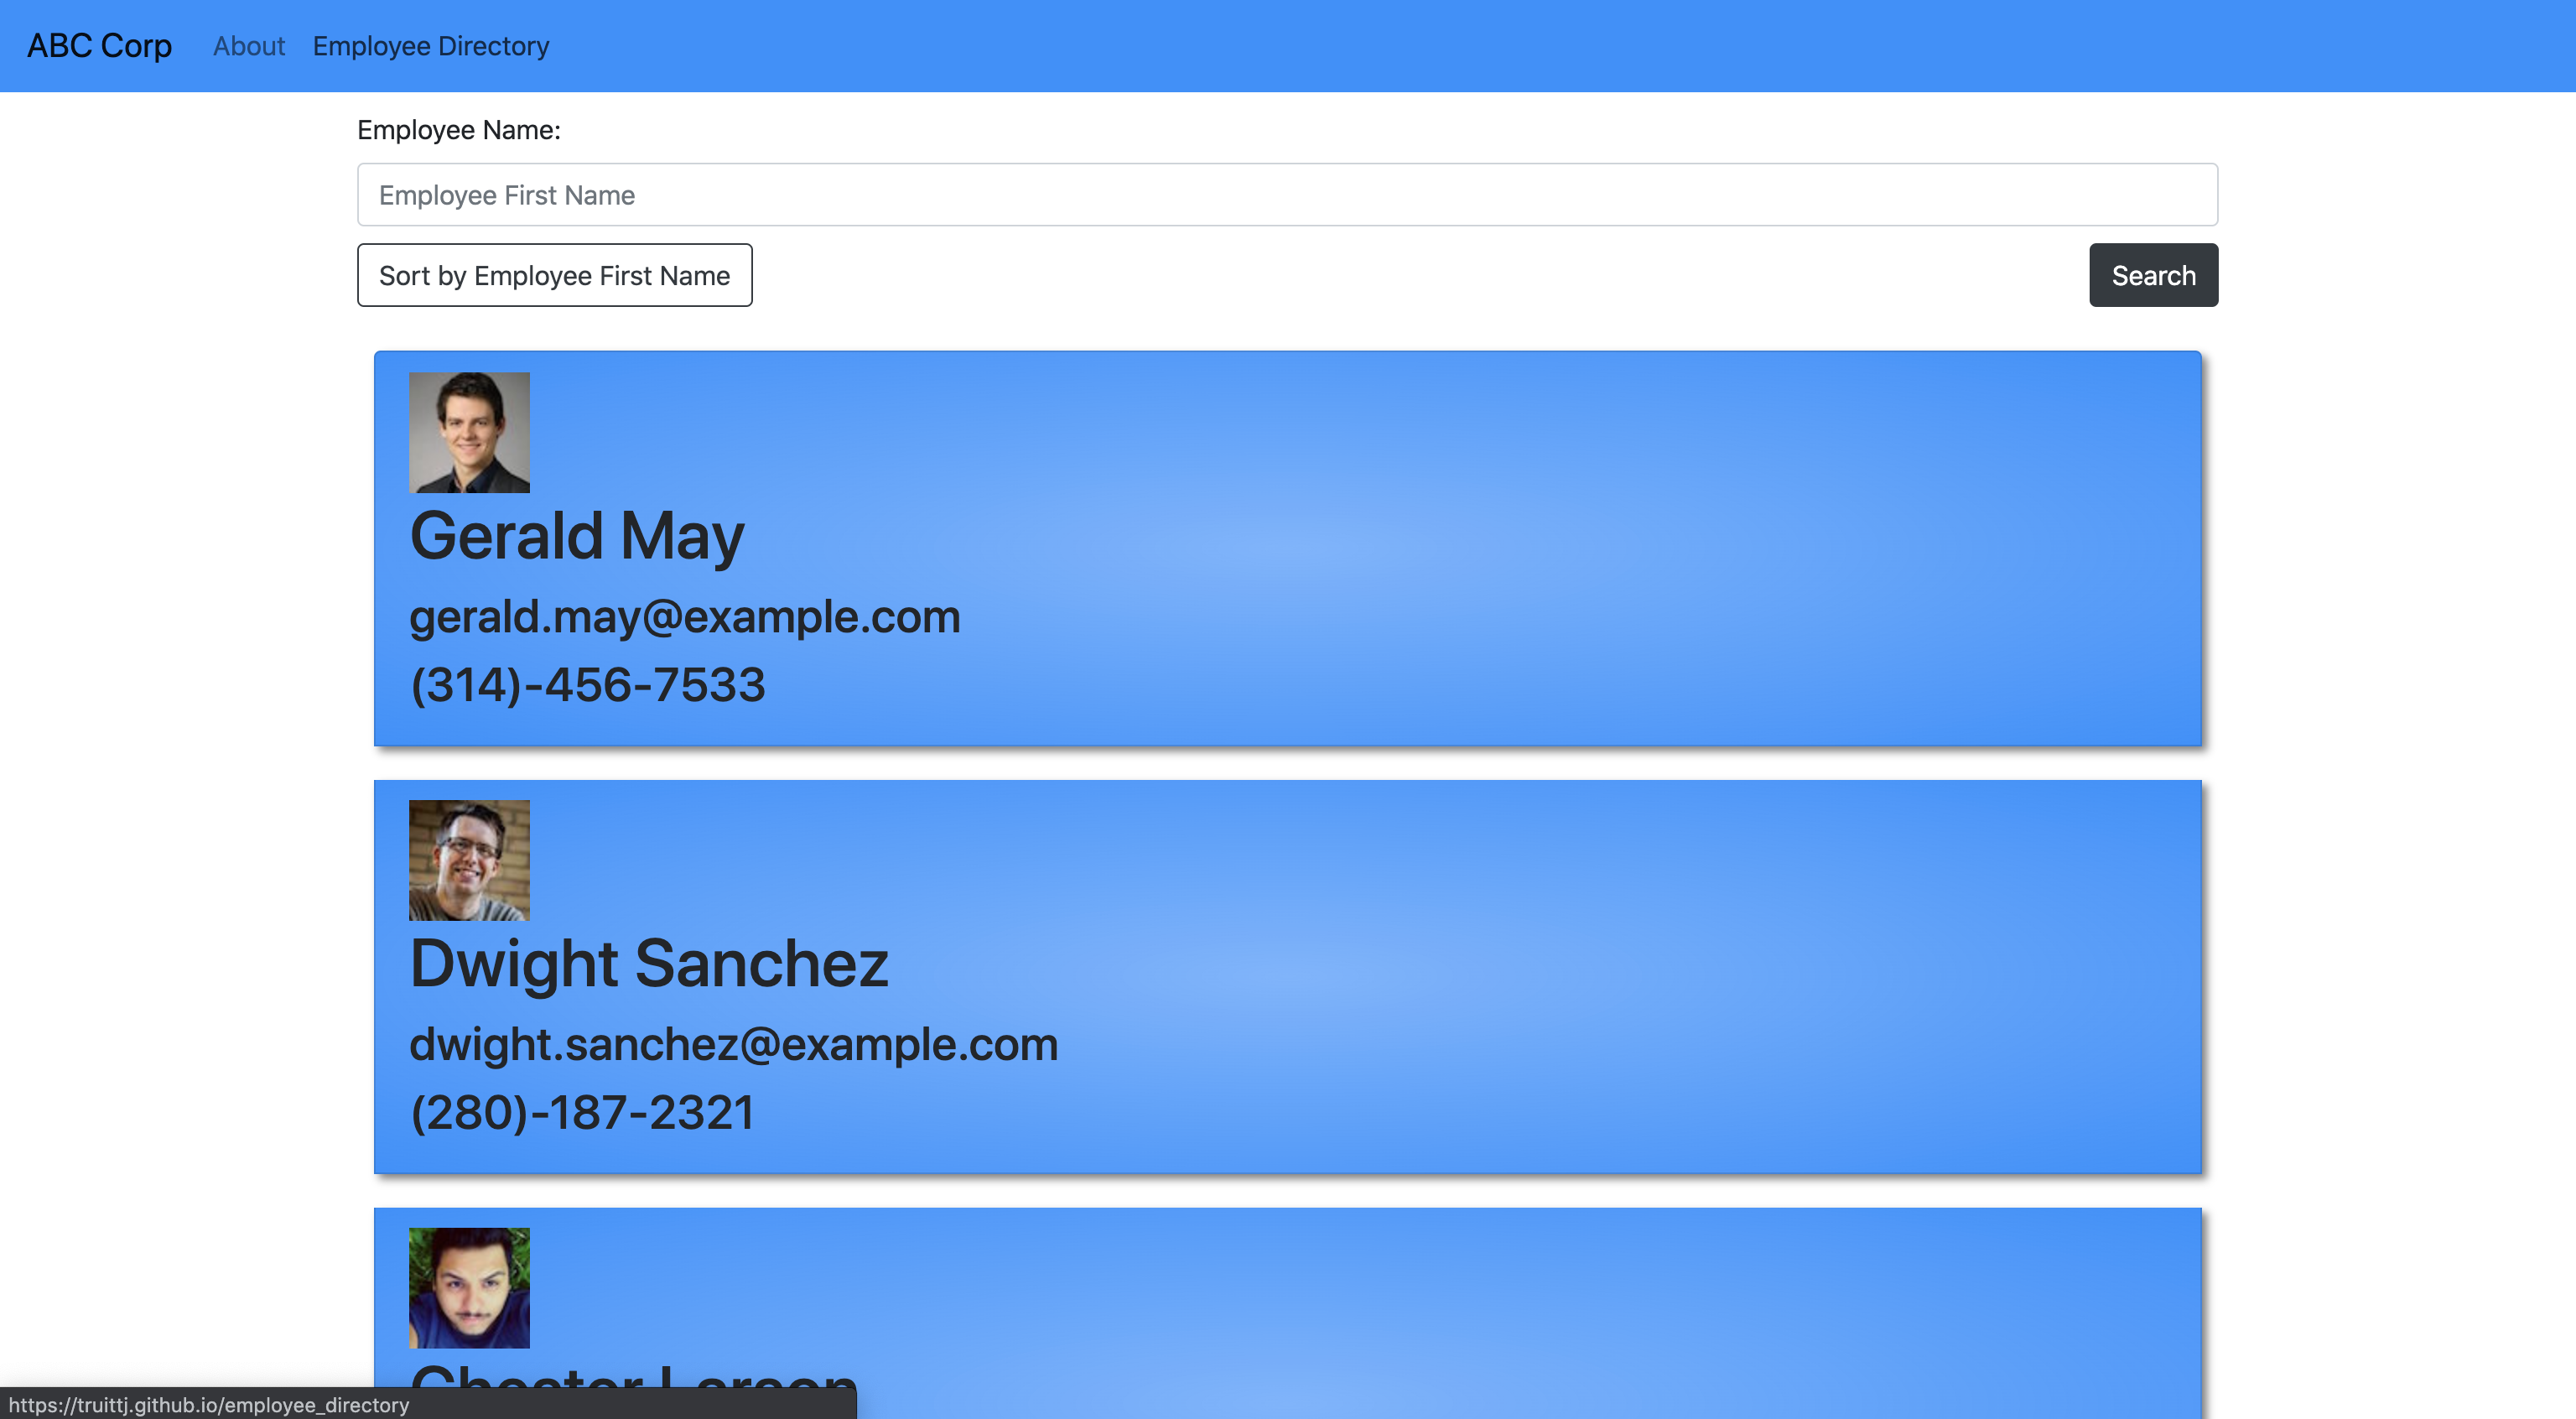 ABC Corp About Employee Directory
Employee Name:
Employee First Name
Sort by Employee First Name Search
Gerald May
gerald.may@example.com
(314)-456-7533
Dwight Sanchez
dwight.sanchez@example.com
(280)-187-2321
Chester Larson
https://truittj.github.io/employee_directory